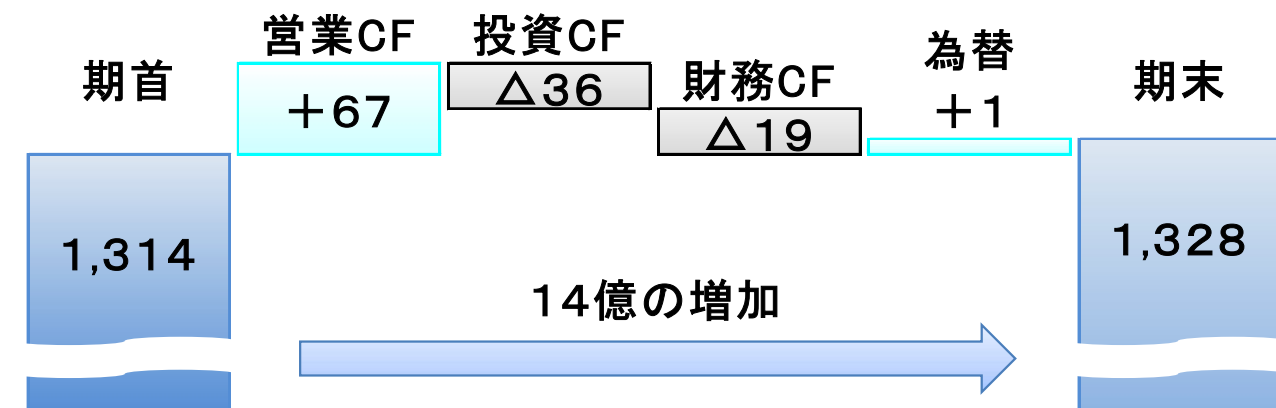 営業CF
投資CF
為替
期首
財務CF
期末
＋67
△36
△19
＋1
1,314
1,328
14億の増加